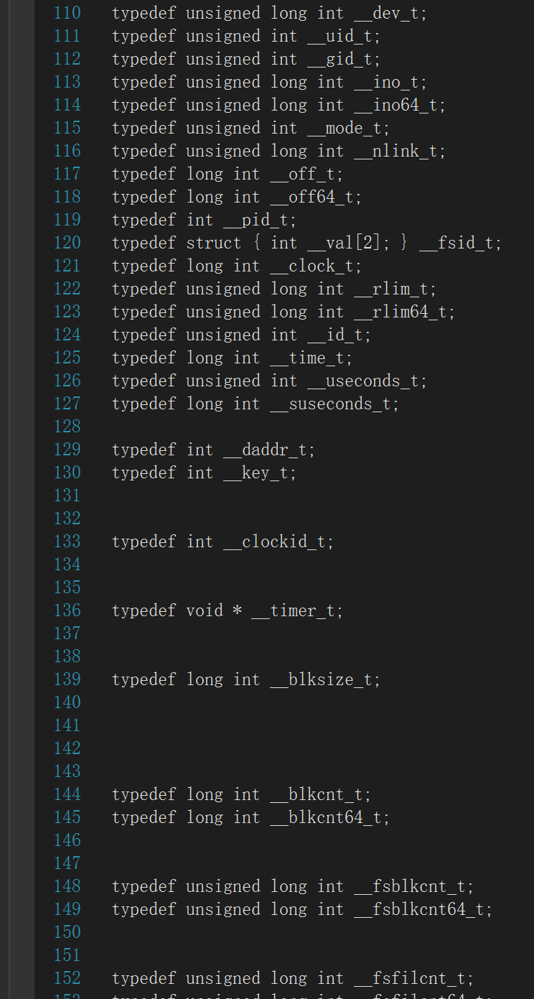 110 typedef unsigned long int __dev_t;
111 typedef unsigned int __uid_t;
112 typedef unsigned int __gid_t;
113 typedef unsigned long int __ino_t;
114 typedef unsigned long int __ino64_t;
115 typedef unsigned int __mode_t;
116 typedef unsigned long int __nlink_t;
117 typedef long int __off_t;
118 typedef long int __off64_t;
119 typedef int __pid_t;
120 typedef struct { int __val[2]; } __fsid_t;
121 typedef long int __clock_t;
122 typedef unsigned long int __rlim_t;
123 typedef unsigned long int __rlim64_t;
124 typedef unsigned int __id_t;
125 typedef long int __time_t;
126 typedef unsigned int __useconds_t;
127 typedef long int __suseconds_t;
128
129 typedef int __daddr_t;
130 typedef int __key_t;
131
132
133 typedef int __clockid_t;
134
135
136 typedef void * __timer_t;
137
138
139 typedef long int __blksize_t;
140
141
142
143
144 typedef long int __blkcnt_t;
145 typedef long int __blkcnt64_t;
146
147
148 typedef unsigned long int __fsblkcnt_t;
149 typedef unsigned long int __fsblkcnt64_t;
150
151
152 typedef unsigned long int __fsfilcnt_t;